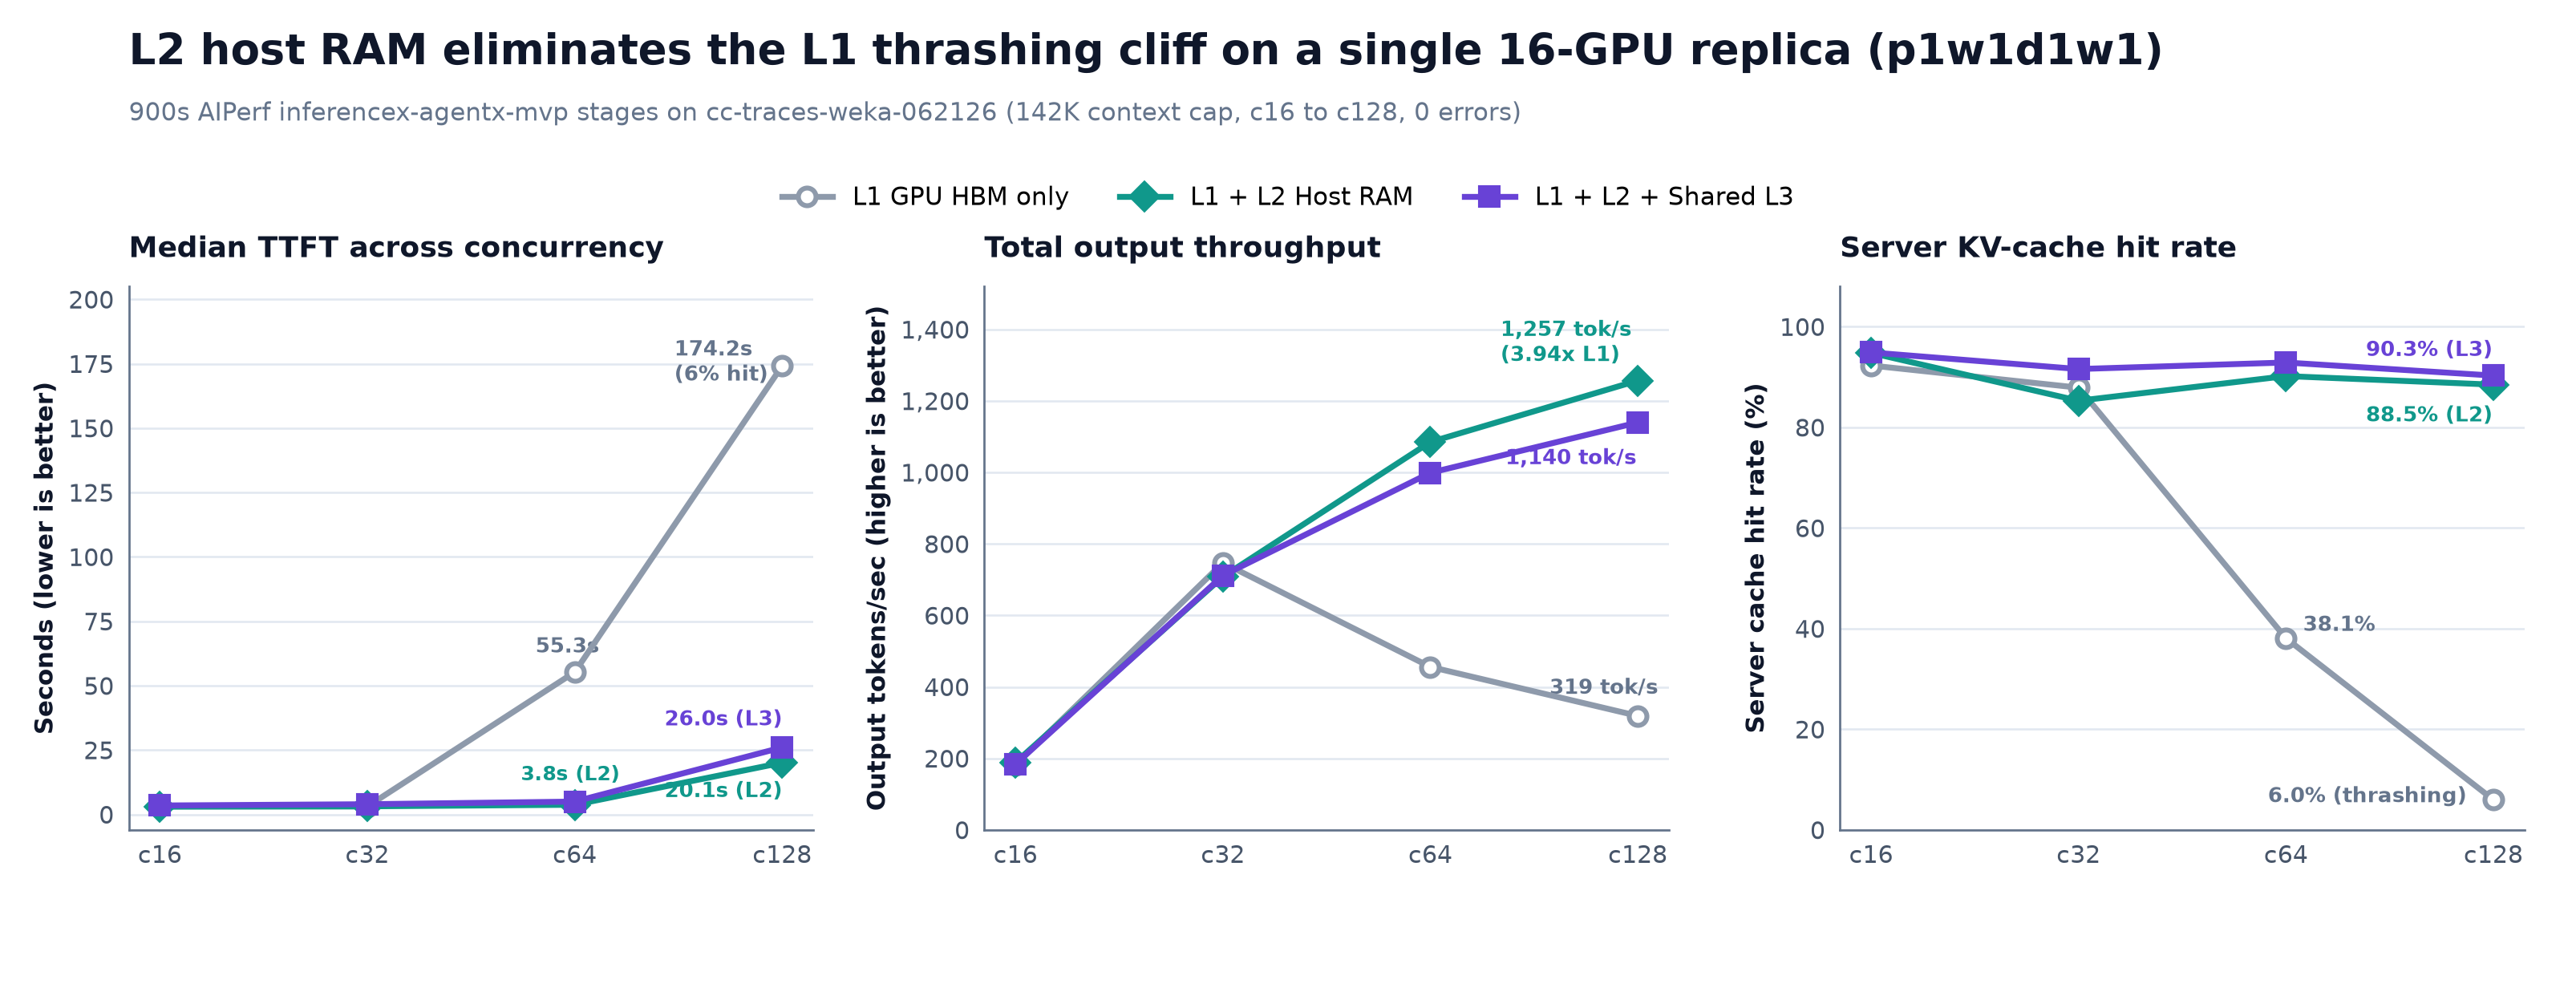 L2 host RAM eliminates the L1 thrashing cliff on a single 16-GPU replica (p1w1d1w1)
900s AIPerf inferencex-agentx-mvp stages on cc-traces-weka-062126 (142K context cap, c16 to c128, 0 errors)
L1 GPU HBM only
L1 + L2 Host RAM
L1 + L2 + Shared L3
Median TTFT across concurrency
Seconds (lower is better)
200
175
150
125
100
75
50
25
0
174.2s
(6% hit)
55.3s
26.0s (L3)
3.8s (L2)
20.1s (L2)
c16
c32
c64
c128
Total output throughput
Output tokens/sec (higher is better)
1,400
1,200
1,000
800
600
400
200
0
1,257 tok/s
(3.94x L1)
1,140 tok/s
319 tok/s
c16
c32
c64
c128
Server KV-cache hit rate
Server cache hit rate (%)
100
80
60
40
20
0
90.3% (L3)
88.5% (L2)
38.1%
6.0% (thrashing)
c16
c32
c64
c128